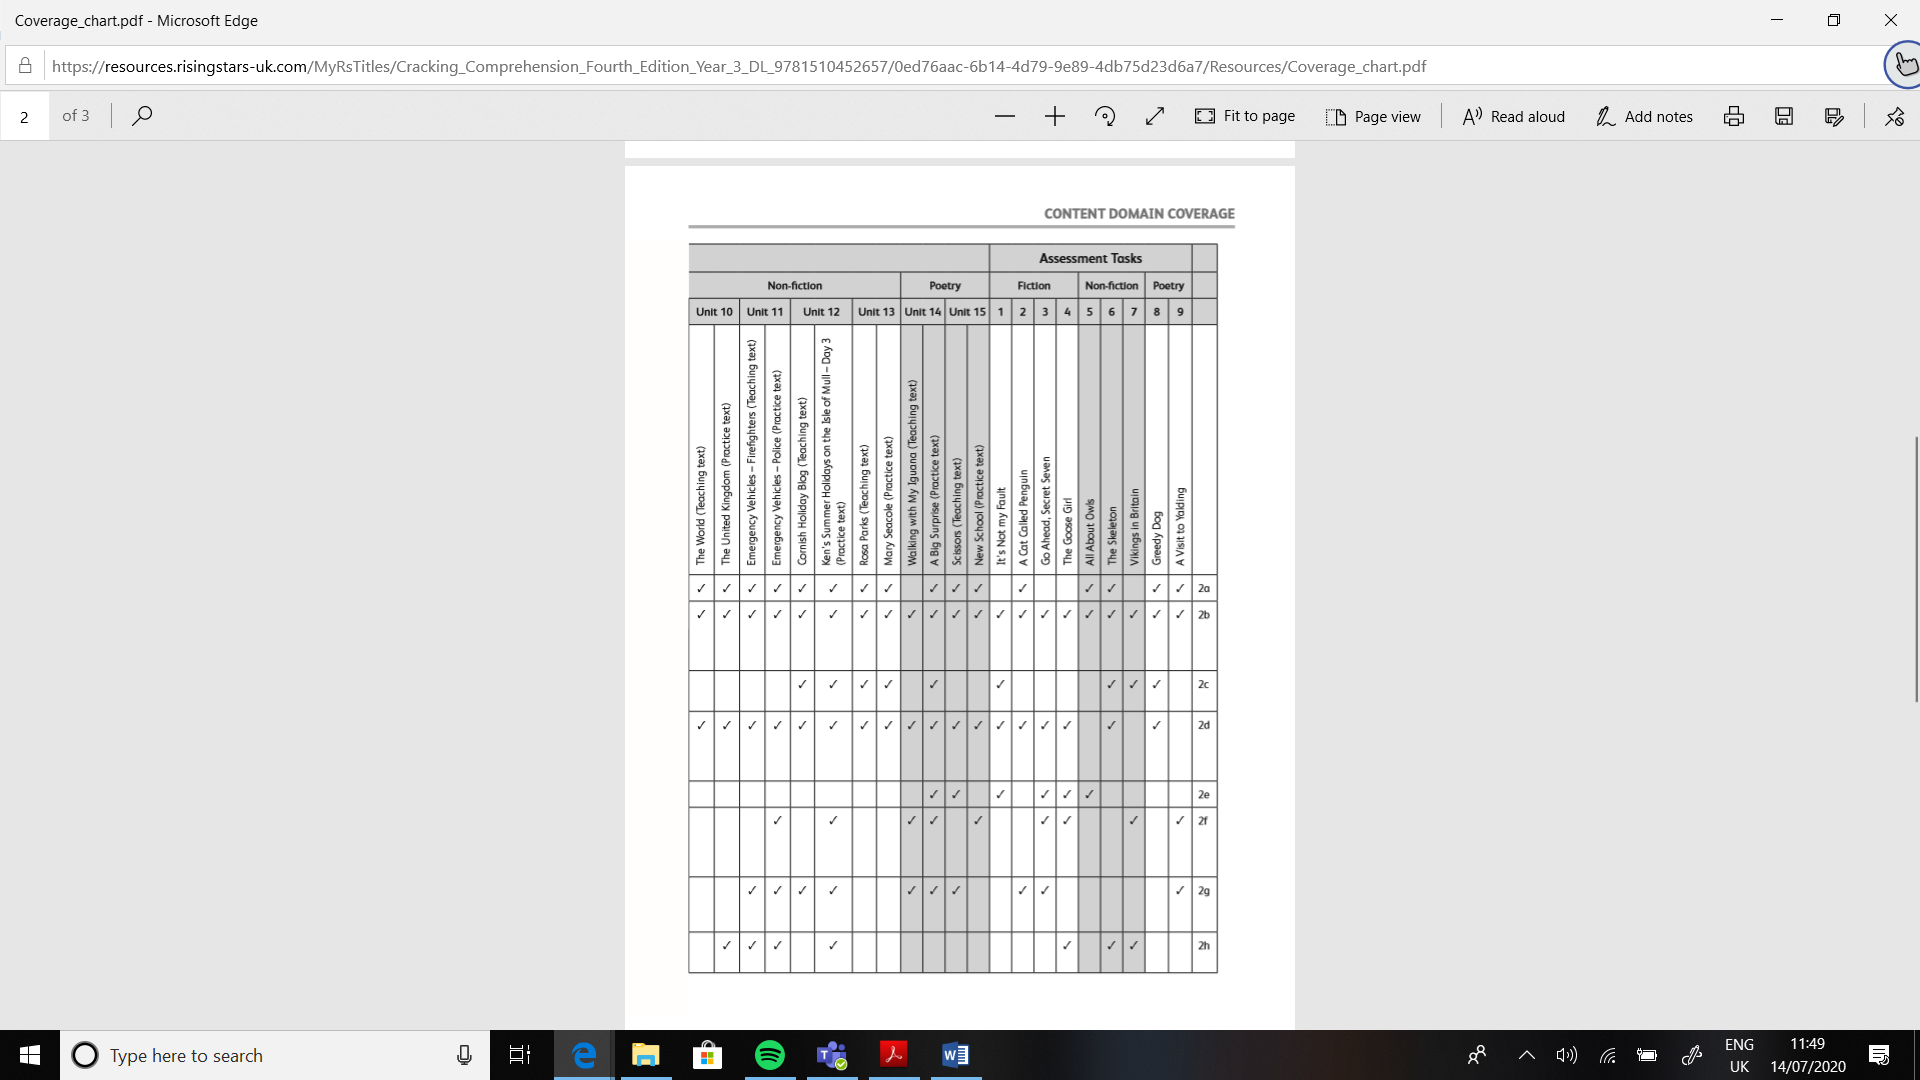 Coverage_chart.pdf - Microsoft Edge
https://resources.risingstars-uk.com/MyRsTitles/Cracking_Comprehension_Fourth_Edition_Year_3_DL_9781510452657/0ed76aac-6b14-4d79-9e89-4db75d23d6a7/Resources/Coverage_chart.pdf
2 of 3 Fit to page Page view Read aloud Add notes
CONTENT DOMAIN COVERAGE
Assessment Tasks
Non-fiction Poetry Fiction Non-fiction Poetry
Unit 10 Unit 11 Unit 12 Unit 13 Unit 14 Unit 15 1 2 3 4 5 6 7 8 9
The World (Teaching text)
The United Kingdom (Practice text)
Emergency Vehicles – Firefighters (Teaching text)
Emergency Vehicles – Police (Practice text)
Cornish Holiday Blog (Teaching text)
Ken's Summer Holidays on the Isle of Mull – Day 3
(Practice text)
Rosa Parks (Teaching text)
Mary Seacole (Practice text)
Walking with My Iguana (Teaching text)
A Big Surprise (Practice text)
Scissors (Teaching text)
New School (Practice text)
It's Not my Fault
A Cat Called Penguin
Go Ahead, Secret Seven
The Goose Girl
All About Owls
The Skeleton
Vikings in Britain
Greedy Dog
A Visit to Yalding
✓ ✓ ✓ ✓ ✓ ✓ ✓ ✓ ✓ ✓ ✓ ✓ ✓ ✓ ✓ ✓ 2a
✓ ✓ ✓ ✓ ✓ ✓ ✓ ✓ ✓ ✓ ✓ ✓ ✓ ✓ ✓ ✓ ✓ ✓ ✓ ✓ ✓ 2b
✓ ✓ ✓ ✓ ✓ ✓ ✓ ✓ ✓ 2c
✓ ✓ ✓ ✓ ✓ ✓ ✓ ✓ ✓ ✓ ✓ ✓ ✓ ✓ ✓ ✓ ✓ ✓ 2d
✓ ✓ ✓ ✓ ✓ ✓ 2e
✓ ✓ ✓ ✓ ✓ ✓ ✓ ✓ ✓ 2f
✓ ✓ ✓ ✓ ✓ ✓ ✓ ✓ ✓ ✓ 2g
✓ ✓ ✓ ✓ ✓ ✓ ✓ 2h
Type here to search
ENG 11:49
UK 14/07/2020